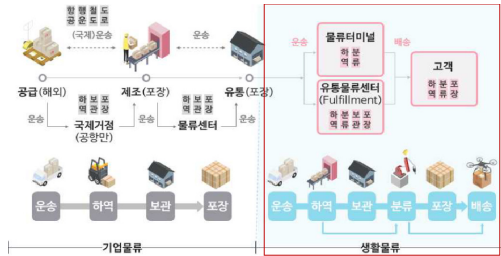 항행철도
공운도로
(국제)운송
공급(해외)
제조(포장)
유통(포장)
운송
하보포
역관장
운송
운송
하보포
역관장
운송
국제거점
(공항만)
물류센터
운송
하역
보관
포장
기업물류
운송
물류터미널
하분
역류
배송
유통물류센터
(Fulfillment)
하분보포
역류관장
고객
하분포
역류장
운송
하역
보관
분류
포장
배송
생활물류